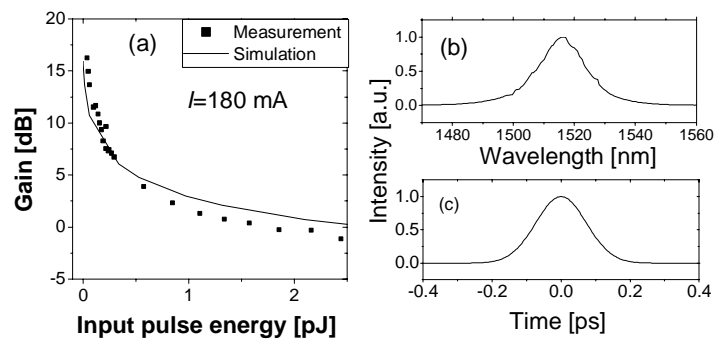 (a)
Measurement
Simulation
I=180 mA
Gain [dB]
20
15
10
5
0
-5
0
1
2
Input pulse energy [pJ]
(b)
Intensity [a.u.]
1.0
0.5
0.0
1480
1500
1520
1540
1560
Wavelength [nm]
(c)
1.0
0.5
0.0
-0.4
-0.2
0.0
0.2
0.4
Time [ps]